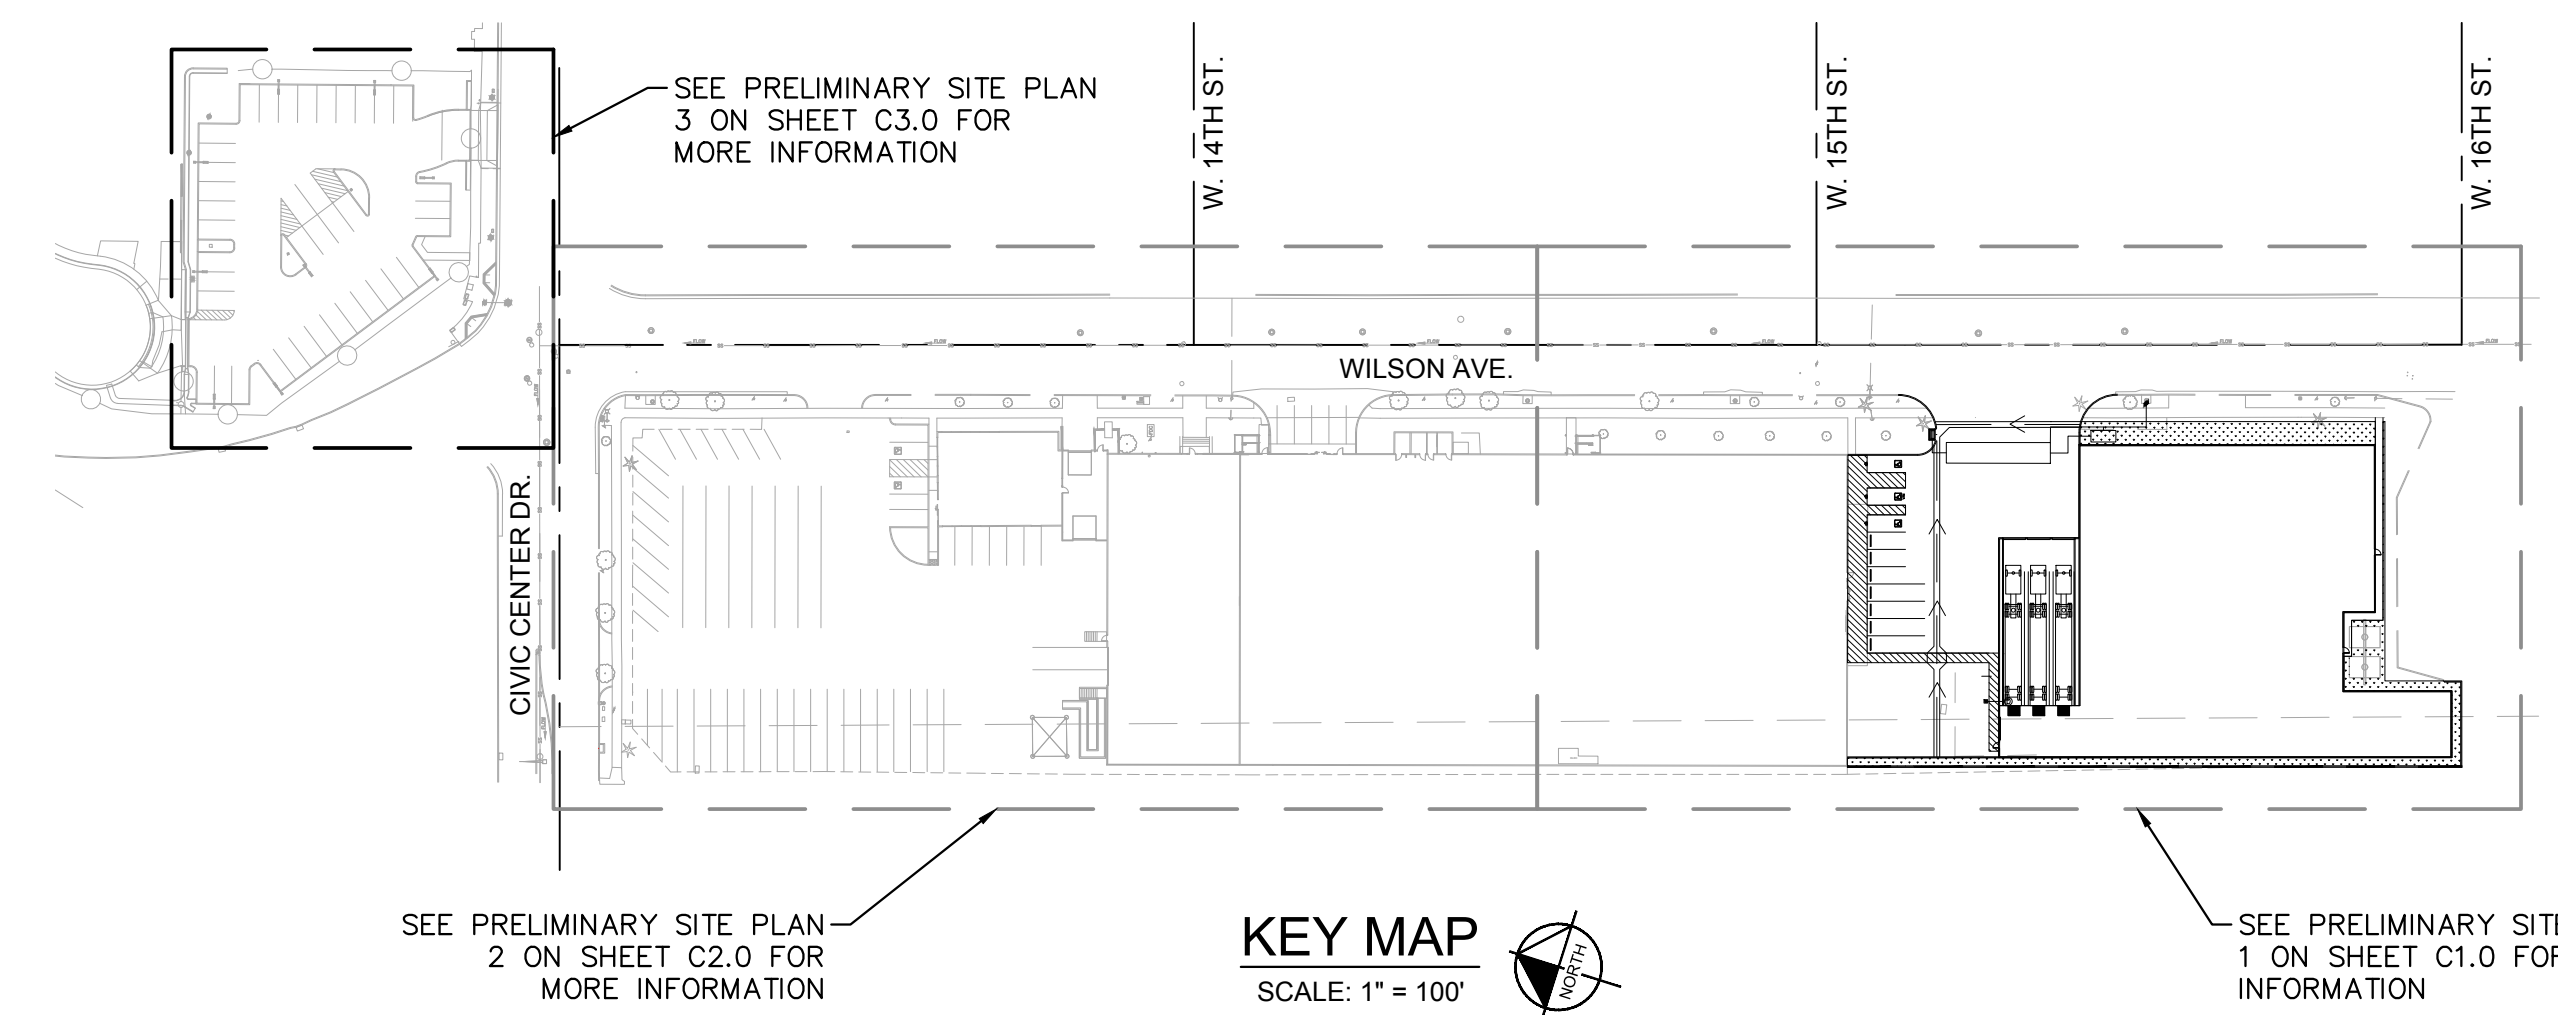 SEE PRELIMINARY SITE PLAN
3 ON SHEET C3.0 FOR
MORE INFORMATION
W. 14TH ST.
W. 15TH ST.
W. 16TH ST.
WILSON AVE.
CIVIC CENTER DR.
SEE PRELIMINARY SITE PLAN
2 ON SHEET C2.0 FOR
MORE INFORMATION
KEY MAP
SCALE: 1" = 100'
NORTH
SEE PRELIMINARY SITE
1 ON SHEET C1.0 FOR
INFORMATION